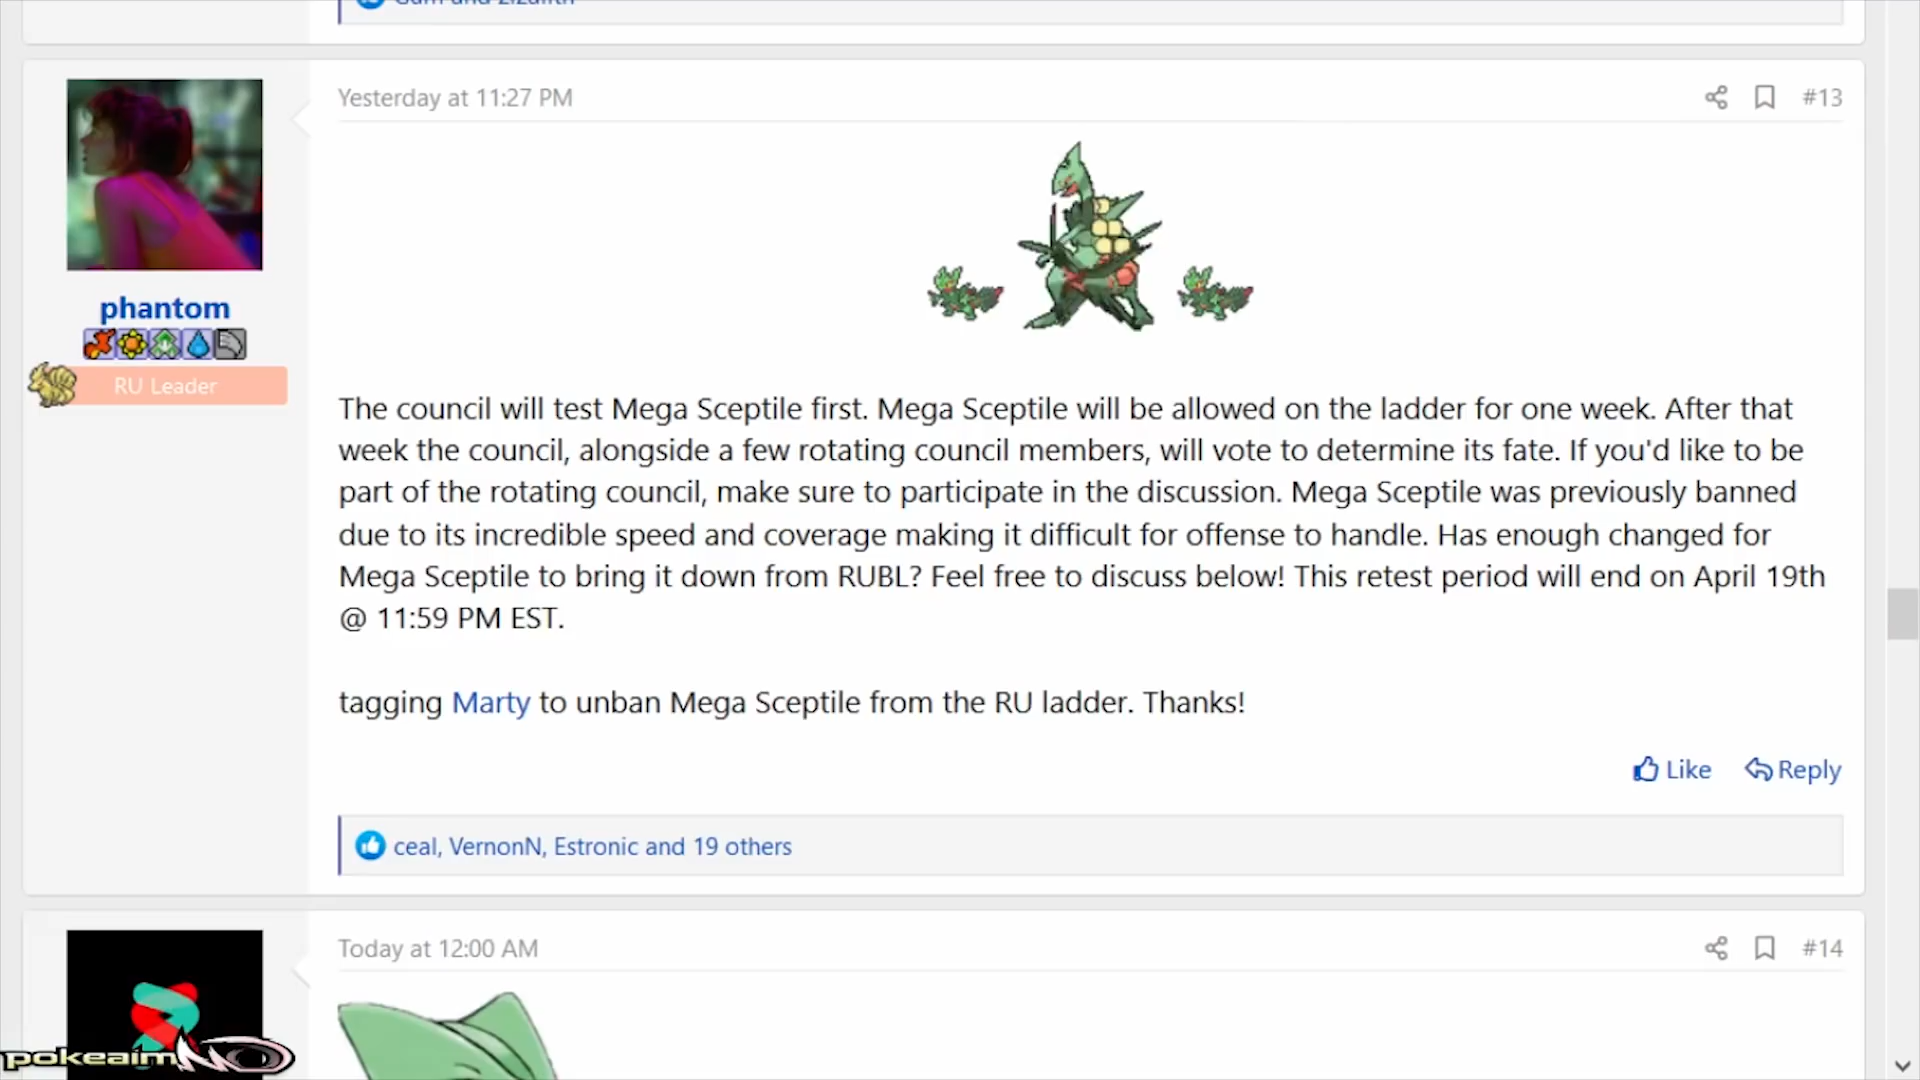 Yesterday at 11:27 PM
#13
phantom
RU Leader
The council will test Mega Sceptile first. Mega Sceptile will be allowed on the ladder for one week. After that
week the council, alongside a few rotating council members, will vote to determine its fate. If you'd like to be
part of the rotating council, make sure to participate in the discussion. Mega Sceptile was previously banned
due to its incredible speed and coverage making it difficult for offense to handle. Has enough changed for
Mega Sceptile to bring it down from RUBL? Feel free to discuss below! This retest period will end on April 19th
@ 11:59 PM EST.
tagging Marty to unban Mega Sceptile from the RU ladder. Thanks!
Like Reply
ceal, VernonN, Estronic and 19 others
Today at 12:00 AM
#14
pokeaimMD